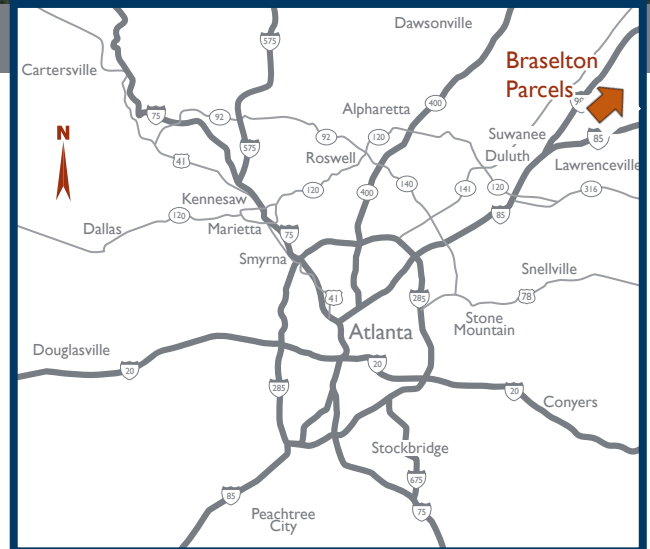 Dawsonville
575
Braselton
Parcels
Cartersville
400
75
92
Alpharetta
92
120
Suwanee
85
N
575
Roswell
Duluth
Lawrenceville
41
120
400
140
141
120
316
Kennesaw
120
Marietta
75
85
Dallas
Smyrna
Snellville
41
285
78
Stone
Mountain
Atlanta
Douglasville
20
20
285
20
Conyers
Stockbridge
675
85
75
Peachtree
City